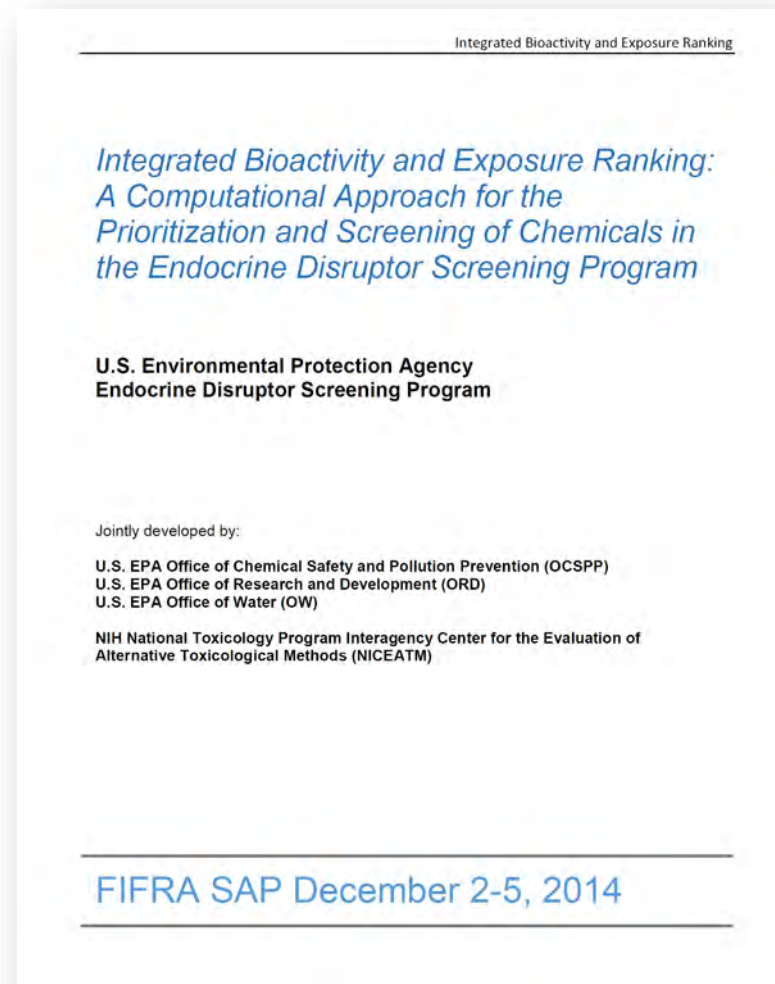 Integrated Bioactivity and Exposure Ranking
Integrated Bioactivity and Exposure Ranking:
A Computational Approach for the
Prioritization and Screening of Chemicals in
the Endocrine Disruptor Screening Program
U.S. Environmental Protection Agency
Endocrine Disruptor Screening Program
Jointly developed by:
U.S. EPA Office of Chemical Safety and Pollution Prevention (OCSPP)
U.S. EPA Office of Research and Development (ORD)
U.S. EPA Office of Water (OW)
NIH National Toxicology Program Interagency Center for the Evaluation of
Alternative Toxicological Methods (NICEATM)
FIFRA SAP December 2-5, 2014